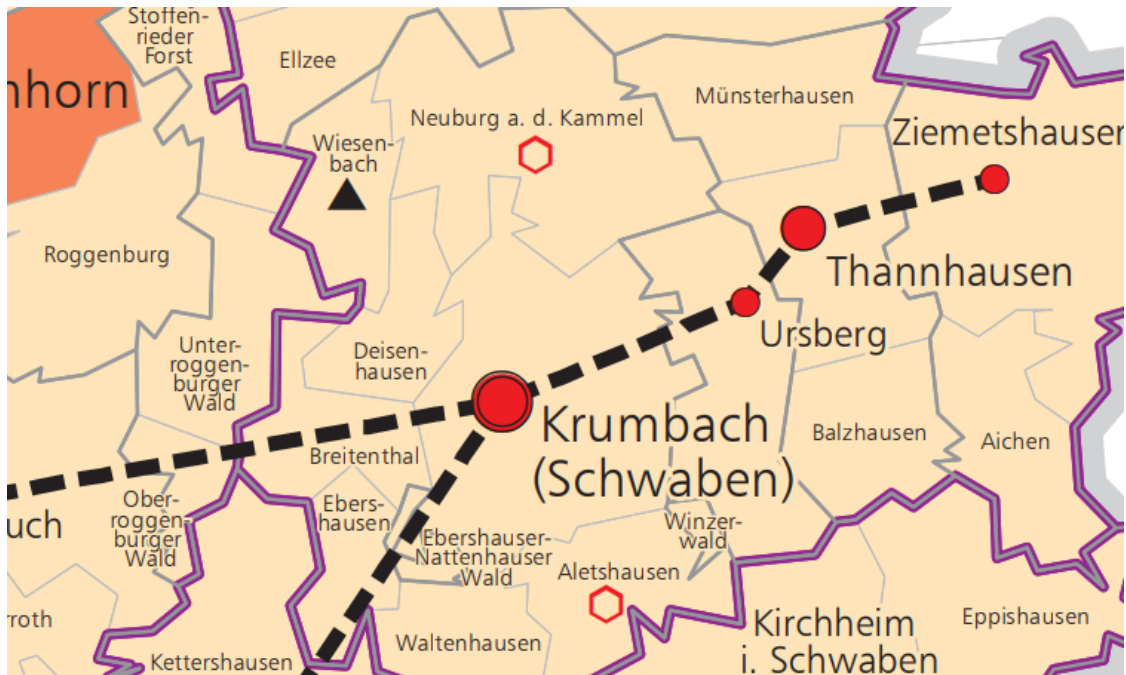 Stoffen-
rieder
Forst
Ellzee
nhorn
Neuburg a. d. Kammel
Münsterhausen
Wiesen-
bach
Ziemetshausen
Roggenburg
Thannhausen
Ursberg
Unter-
roggen-
burger
Wald
Deisen-
hausen
Krumbach
(Schwaben)
Balzhausen
Aichen
Breitenthal
Ober-
roggen-
burger
Wald
uch
Ebers-
hausen
Ebershauser-
Nattenhauser
Wald
Winzer-
wald
Aletshausen
rroth
Kettershausen
Waltenhausen
Kirchheim
i. Schwaben
Eppishausen